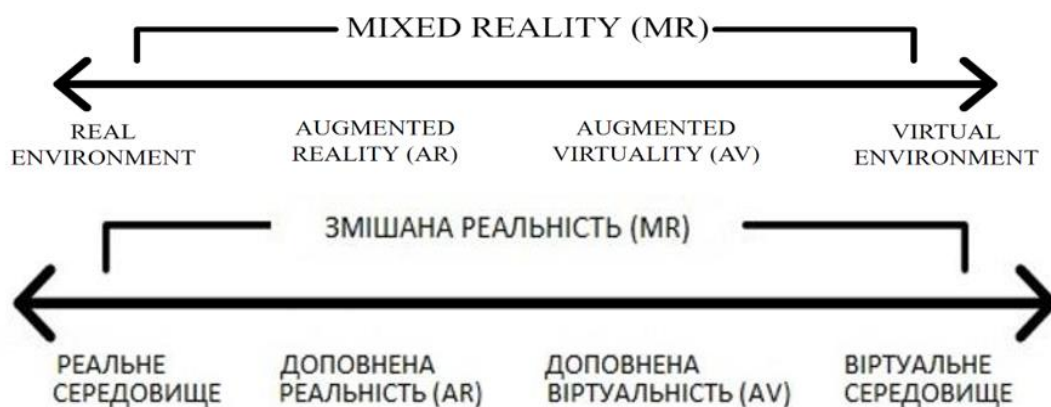 MIXED REALITY (MR)
REAL
ENVIRONMENT
AUGMENTED
REALITY (AR)
AUGMENTED
VIRTUALITY (AV)
VIRTUAL
ENVIRONMENT
ЗМІШАНА РЕАЛЬНІСТЬ (MR)
РЕАЛЬНЕ
СЕРЕДОВИЩЕ
ДОПОВНЕНА
РЕАЛЬНІСТЬ (AR)
ДОПОВНЕНА
ВІРТУАЛЬНІСТЬ (AV)
ВІРТУАЛЬНЕ
СЕРЕДОВИЩЕ